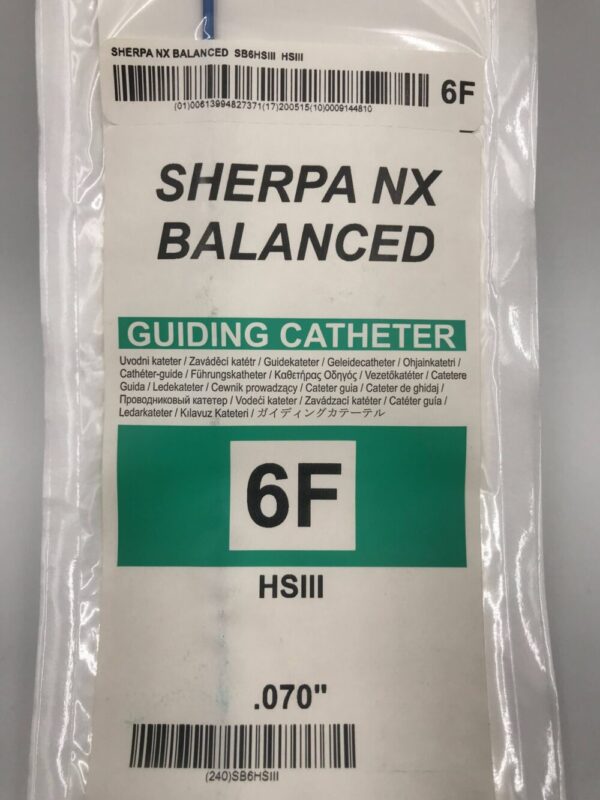 SHERPA NX BALANCED SB6HSIII HSIII
6F
(01)00613994827371(17)200515(10)0009144810
SHERPA NX
BALANCED
GUIDING CATHETER
Uvodni kateter / Zaváděcí katétr / Guidekateter / Geleidecatheter / Ohjainkatetri /
Cathéter-guide / Führungskatheter / Καθετήρας Οδηγός / Vezetőkatéter / Catetere
Guida / Ledekateter / Cewnik prowadzący / Cateter guia / Cateter de ghidaj /
Проводниковый катетер / Vodeći kateter / Zavádzací katéter / Catéter guía /
Ledarkateter / Kılavuz Kateteri / ガイディングカテーテル
6F
HSIII
.070"
(240)SB6HSIII